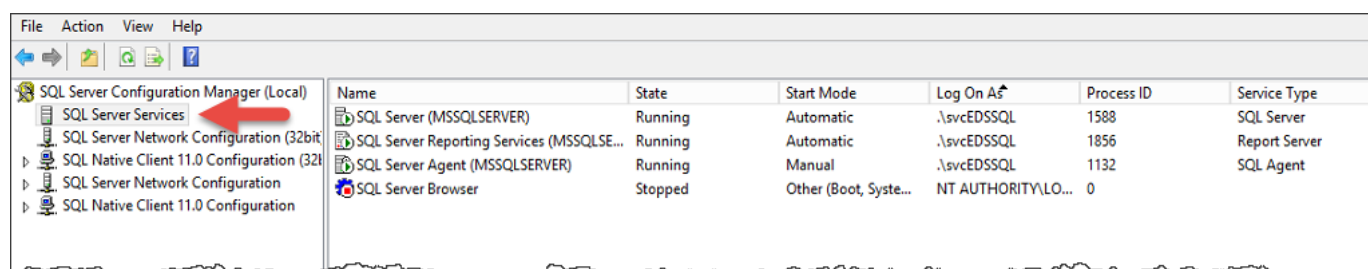 File Action View Help
SQL Server Configuration Manager (Local)
SQL Server Services
SQL Server Network Configuration (32bit
SQL Native Client 11.0 Configuration (32
SQL Server Network Configuration
SQL Native Client 11.0 Configuration
Name State Start Mode Log On As Process ID Service Type
SQL Server (MSSQLSERVER) Running Automatic .\svcEDSSQL 1588 SQL Server
SQL Server Reporting Services (MSSQLSE... Running Automatic .\svcEDSSQL 1856 Report Server
SQL Server Agent (MSSQLSERVER) Running Manual .\svcEDSSQL 1132 SQL Agent
SQL Server Browser Stopped Other (Boot, Syste... NT AUTHORITY\LO... 0